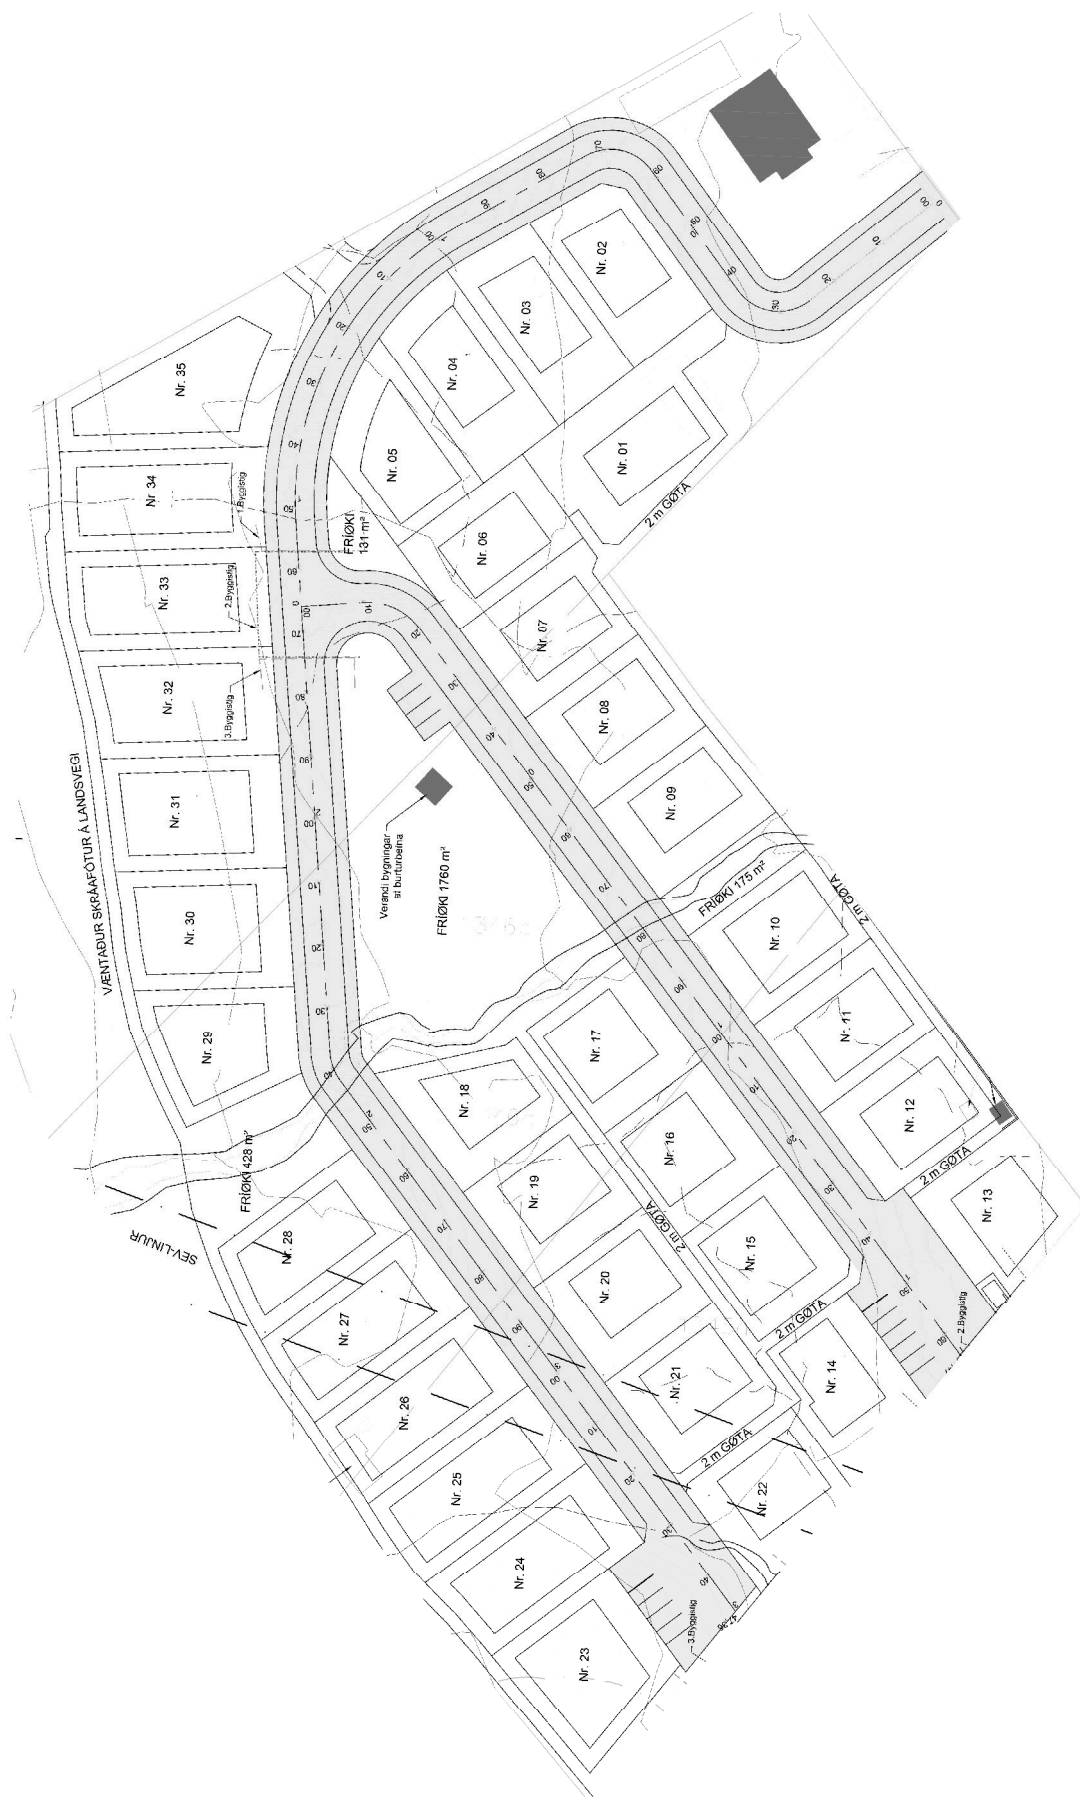 Nr. 01
Nr. 02
Nr. 03
Nr. 04
Nr. 05
Nr. 06
Nr. 07
Nr. 08
Nr. 09
Nr. 10
Nr. 11
Nr. 12
Nr. 13
Nr. 14
Nr. 15
Nr. 16
Nr. 17
Nr. 18
Nr. 19
Nr. 20
Nr. 21
Nr. 22
Nr. 23
Nr. 24
Nr. 25
Nr. 26
Nr. 27
Nr. 28
Nr. 29
Nr. 30
Nr. 31
Nr. 32
Nr. 33
Nr 34
Nr. 35
VÆNTAÐUR SKRÁAFÓTUR Á LANDSVEGI
SEV-LINJUR
FRÍØKI 428 m²
FRÍØKI
131 m²
FRÍØKI 1760 m²
FRÍØKI 175 m²
Verandi bygningar
at burturbeina
1.Byggistig
2.Byggistig
3.Byggistig
2.Byggistig
3.Byggistig
2 m GØTA
2 m GØTA
2 m GØTA
2 m GØTA
2 m GØTA
2 m GØTA